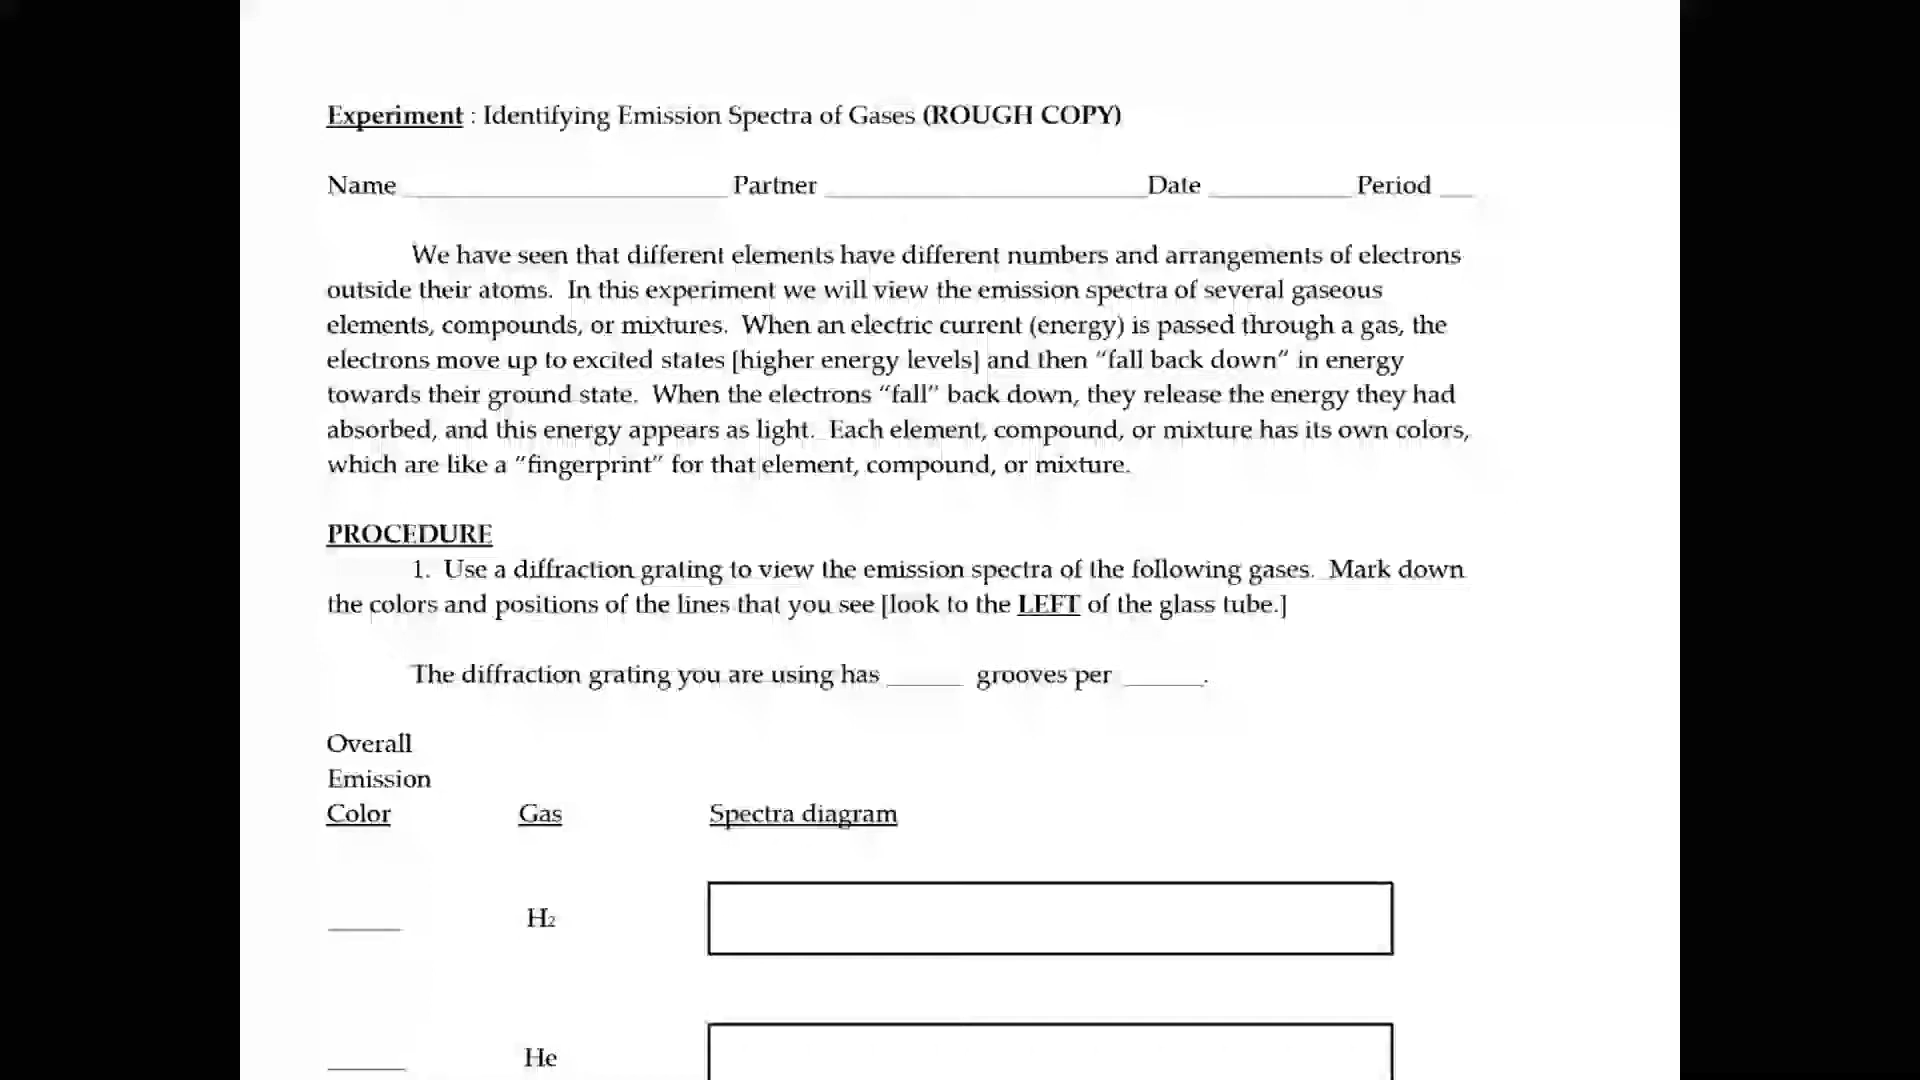 Experiment : Identifying Emission Spectra of Gases (ROUGH COPY)
Name ______________ Partner ______________ Date ______ Period __
We have seen that different elements have different numbers and arrangements of electrons
outside their atoms. In this experiment we will view the emission spectra of several gaseous
elements, compounds, or mixtures. When an electric current (energy) is passed through a gas, the
electrons move up to excited states [higher energy levels] and then “fall back down” in energy
towards their ground state. When the electrons “fall” back down, they release the energy they had
absorbed, and this energy appears as light. Each element, compound, or mixture has its own colors,
which are like a “fingerprint” for that element, compound, or mixture.
PROCEDURE
1. Use a diffraction grating to view the emission spectra of the following gases. Mark down
the colors and positions of the lines that you see [look to the LEFT of the glass tube.]
The diffraction grating you are using has _____ grooves per _____.
Overall
Emission
Color Gas Spectra diagram
_____ H₂
_____ He